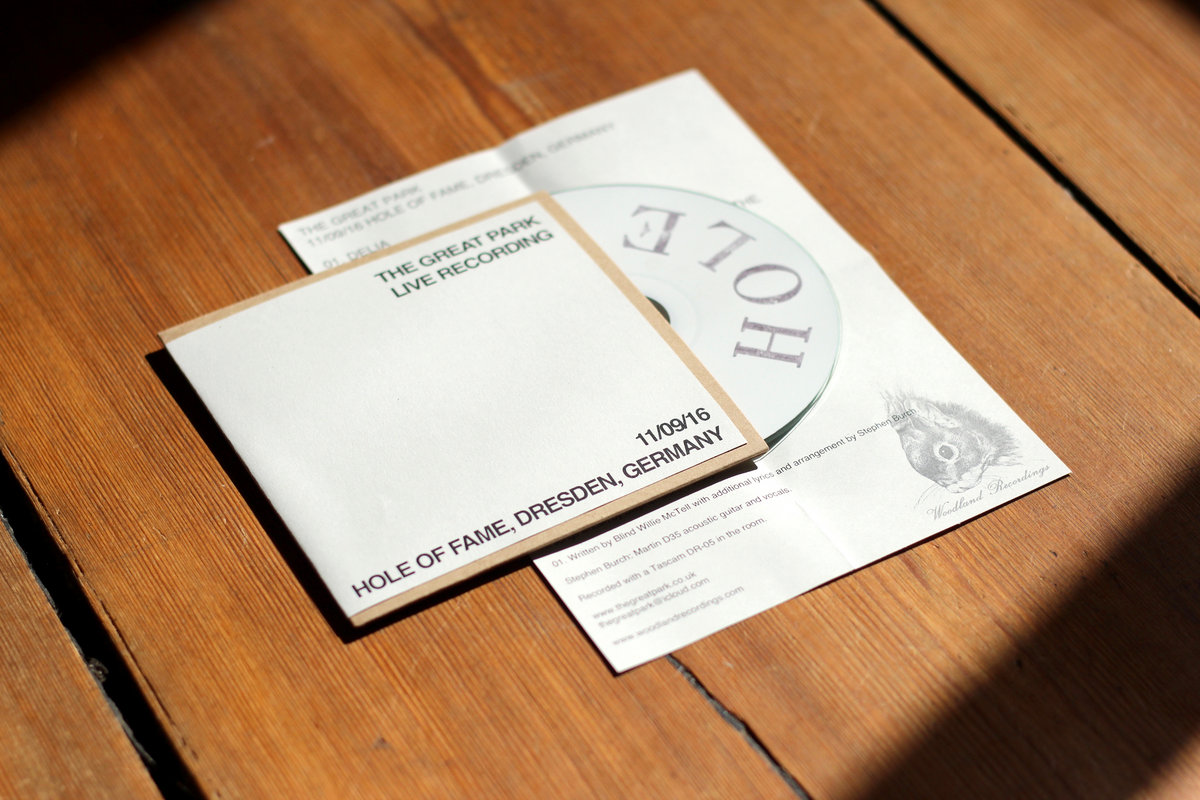 THE GREAT PARK
11/09/16 HOLE OF FAME, DRESDEN, GERMANY
01. DELIA
THE
THE GREAT PARK
LIVE RECORDING
11/09/16
HOLE OF FAME, DRESDEN, GERMANY
HOLE
01. Written by Blind Willie McTell with additional lyrics and arrangement by Stephen Burch
Stephen Burch: Martin D35 acoustic guitar and vocals.
Recorded with a Tascam DR-05 in the room.
www.thegreatpark.co.uk
thegreatpark@icloud.com
www.woodlandrecordings.com
Woodland Recordings